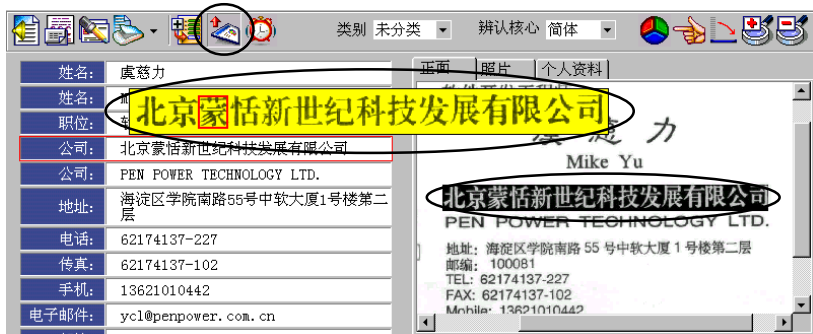 类别 未分类 辨认核心 简体
姓名: 虞慈力
姓名:
职位:
北京蒙恬新世纪科技发展有限公司
公司: 北京蒙恬新世纪科技发展有限公司
公司: PEN POWER TECHNOLOGY LTD.
地址: 海淀区学院南路55号中软大厦1号楼第二层
电话: 62174137-227
传真: 62174137-102
手机: 13621010442
电子邮件: ycl@penpower.com.cn
正面 照片 个人资料
力
Mike Yu
北京蒙恬新世纪科技发展有限公司
PEN POWER TECHNOLOGY LTD.
地址: 海淀区学院南路 55 号中软大厦 1 号楼第二层
邮编: 100081
TEL: 62174137-227
FAX: 62174137-102
Mobile: 13621010442